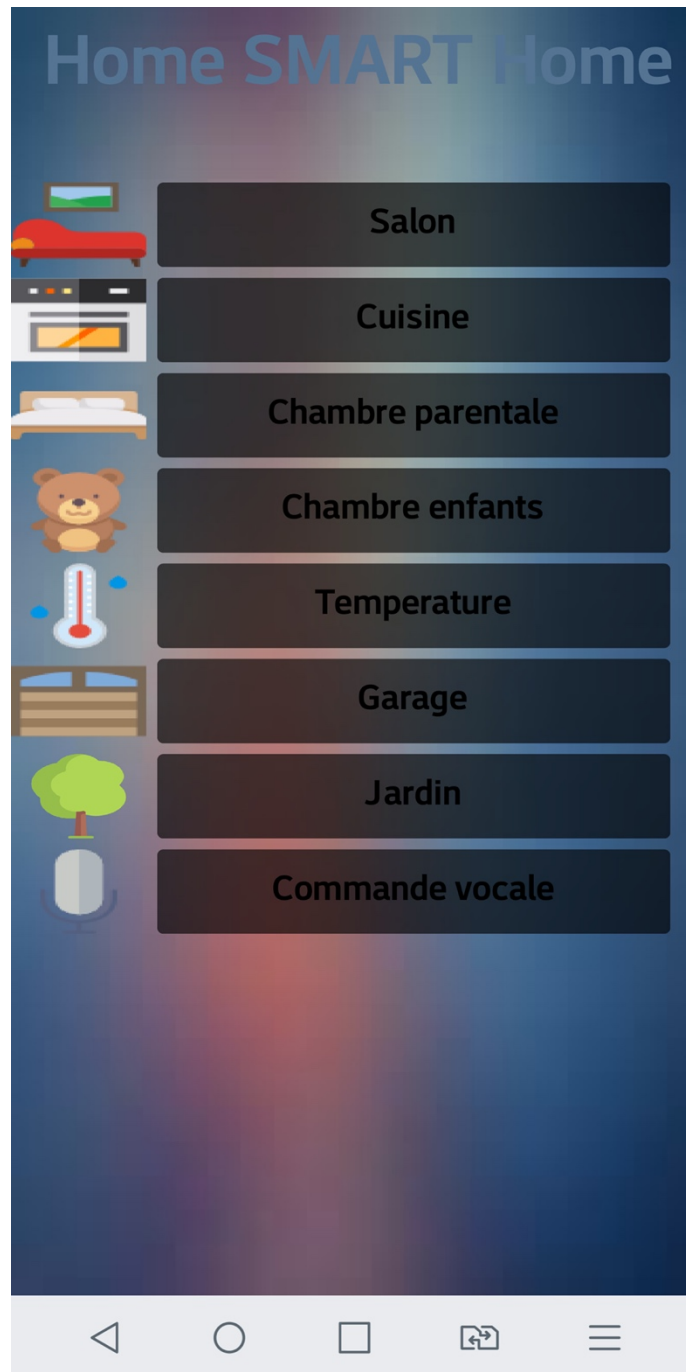 Home SMART Home
Salon
Cuisine
Chambre parentale
Chambre enfants
Temperature
Garage
Jardin
Commande vocale